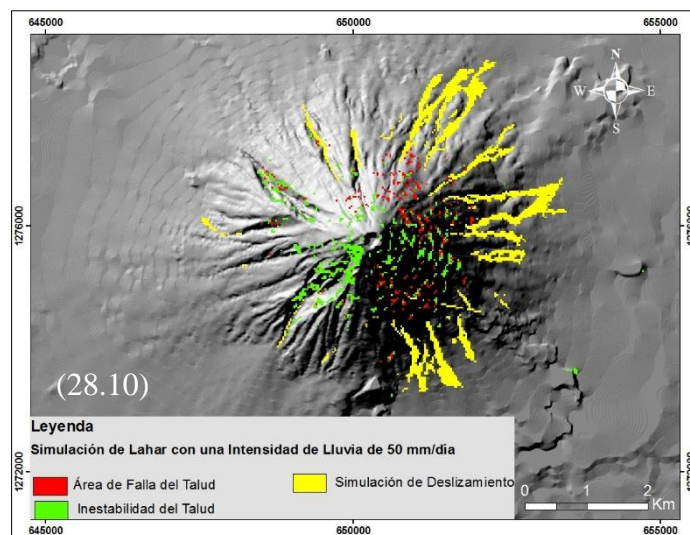 645000 650000 655000
N
W E
S
1276000 1276000
(28.10)
Leyenda
Simulación de Lahar con una Intensidad de Lluvia de 50 mm/día
Área de Falla del Talud
Simulación de Deslizamiento
Inestabilidad del Talud
1272000 1272000
0 1 2
Km
645000 650000 655000